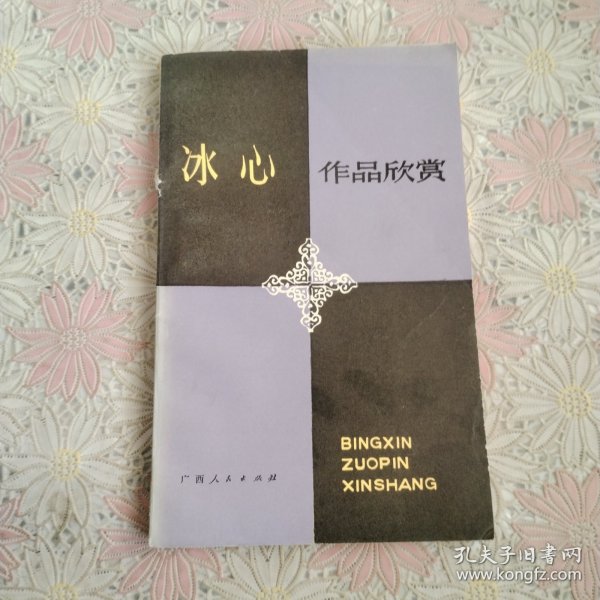 冰心 作品欣赏
BINGXIN
ZUOPIN
XINSHANG
广西人民出版社
孔夫子旧书网
www.kongfz.com